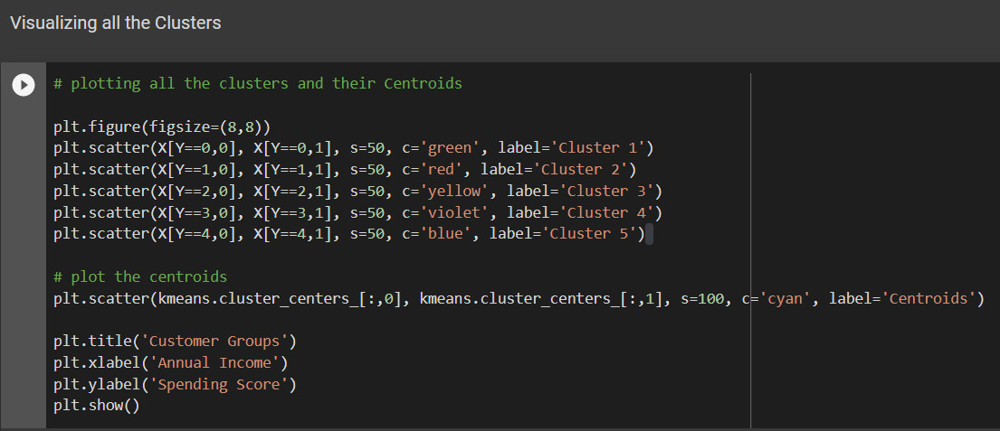 Visualizing all the Clusters
# plotting all the clusters and their Centroids
plt.figure(figsize=(8,8))
plt.scatter(X[Y==0,0], X[Y==0,1], s=50, c='green', label='Cluster 1')
plt.scatter(X[Y==1,0], X[Y==1,1], s=50, c='red', label='Cluster 2')
plt.scatter(X[Y==2,0], X[Y==2,1], s=50, c='yellow', label='Cluster 3')
plt.scatter(X[Y==3,0], X[Y==3,1], s=50, c='violet', label='Cluster 4')
plt.scatter(X[Y==4,0], X[Y==4,1], s=50, c='blue', label='Cluster 5')
# plot the centroids
plt.scatter(kmeans.cluster_centers_[:,0], kmeans.cluster_centers_[:,1], s=100, c='cyan', label='Centroids')
plt.title('Customer Groups')
plt.xlabel('Annual Income')
plt.ylabel('Spending Score')
plt.show()